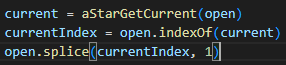 current = aStarGetCurrent(open)
currentIndex = open.indexOf(current)
open.splice(currentIndex, 1)